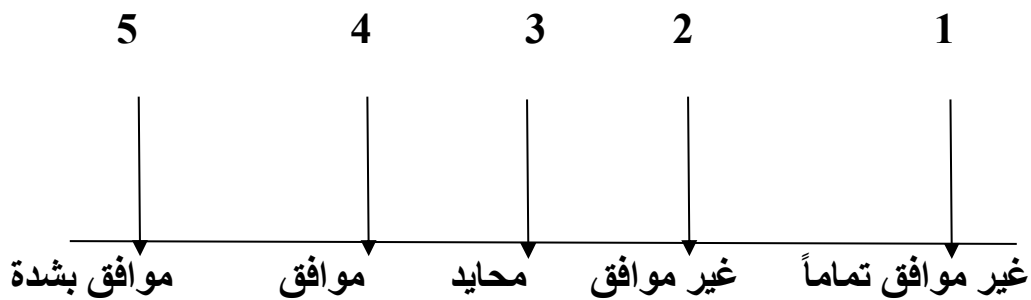 1 2 3 4 5
غير موافق تماماً غير موافق محايد موافق موافق بشدة